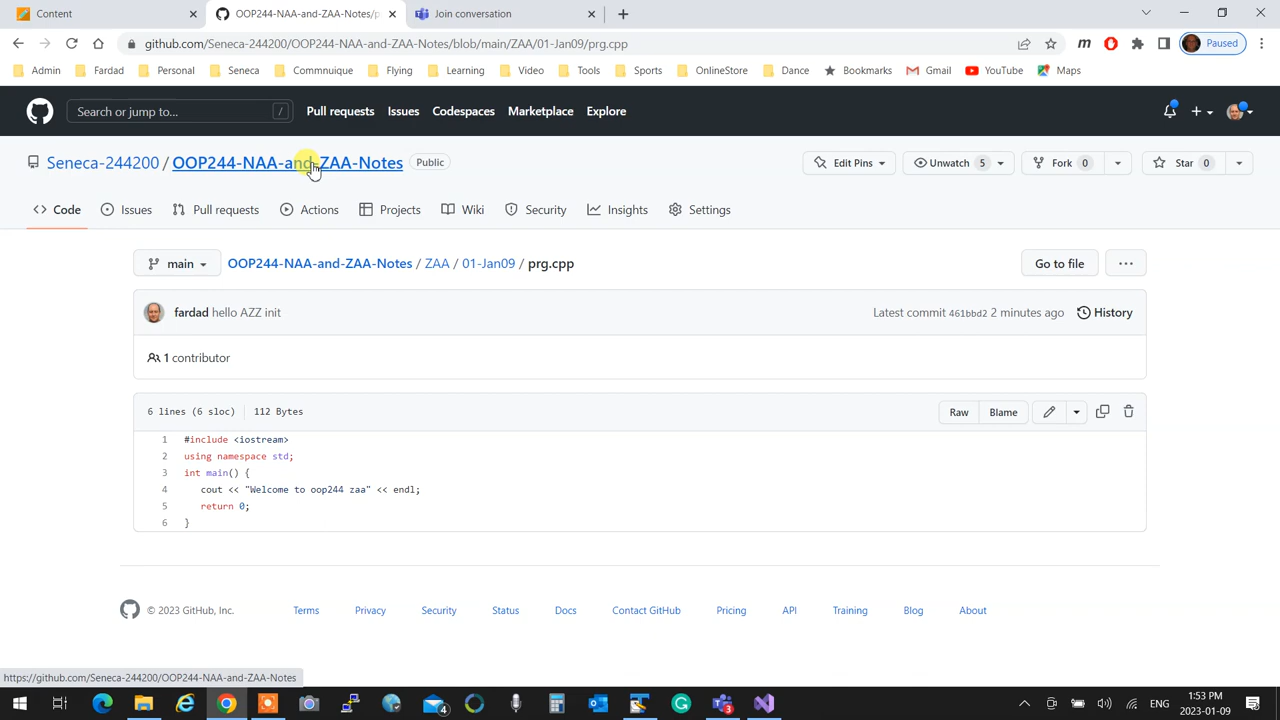 Content
OOP244-NAA-and-ZAA-Notes/p
Join conversation
github.com/Seneca-244200/OOP244-NAA-and-ZAA-Notes/blob/main/ZAA/01-Jan09/prg.cpp
m
Paused
Admin Fardad Personal Seneca Commnuique Flying Learning Video Tools Sports OnlineStore Dance Bookmarks Gmail YouTube Maps
Search or jump to... /
Pull requests Issues Codespaces Marketplace Explore
Seneca-244200 / OOP244-NAA-and-ZAA-Notes Public
Edit Pins Unwatch 5 Fork 0 Star 0
Code Issues Pull requests Actions Projects Wiki Security Insights Settings
main OOP244-NAA-and-ZAA-Notes / ZAA / 01-Jan09 / prg.cpp
Go to file ...
fardad hello AZZ init
Latest commit 461bbd2 2 minutes ago History
1 contributor
6 lines (6 sloc) 112 Bytes
Raw Blame
1 #include <iostream>
2 using namespace std;
3 int main() {
4 cout << "Welcome to oop244 zaa" << endl;
5 return 0;
6 }
© 2023 GitHub, Inc. Terms Privacy Security Status Docs Contact GitHub Pricing API Training Blog About
https://github.com/Seneca-244200/OOP244-NAA-and-ZAA-Notes
4
3
ENG
1:53 PM
2023-01-09